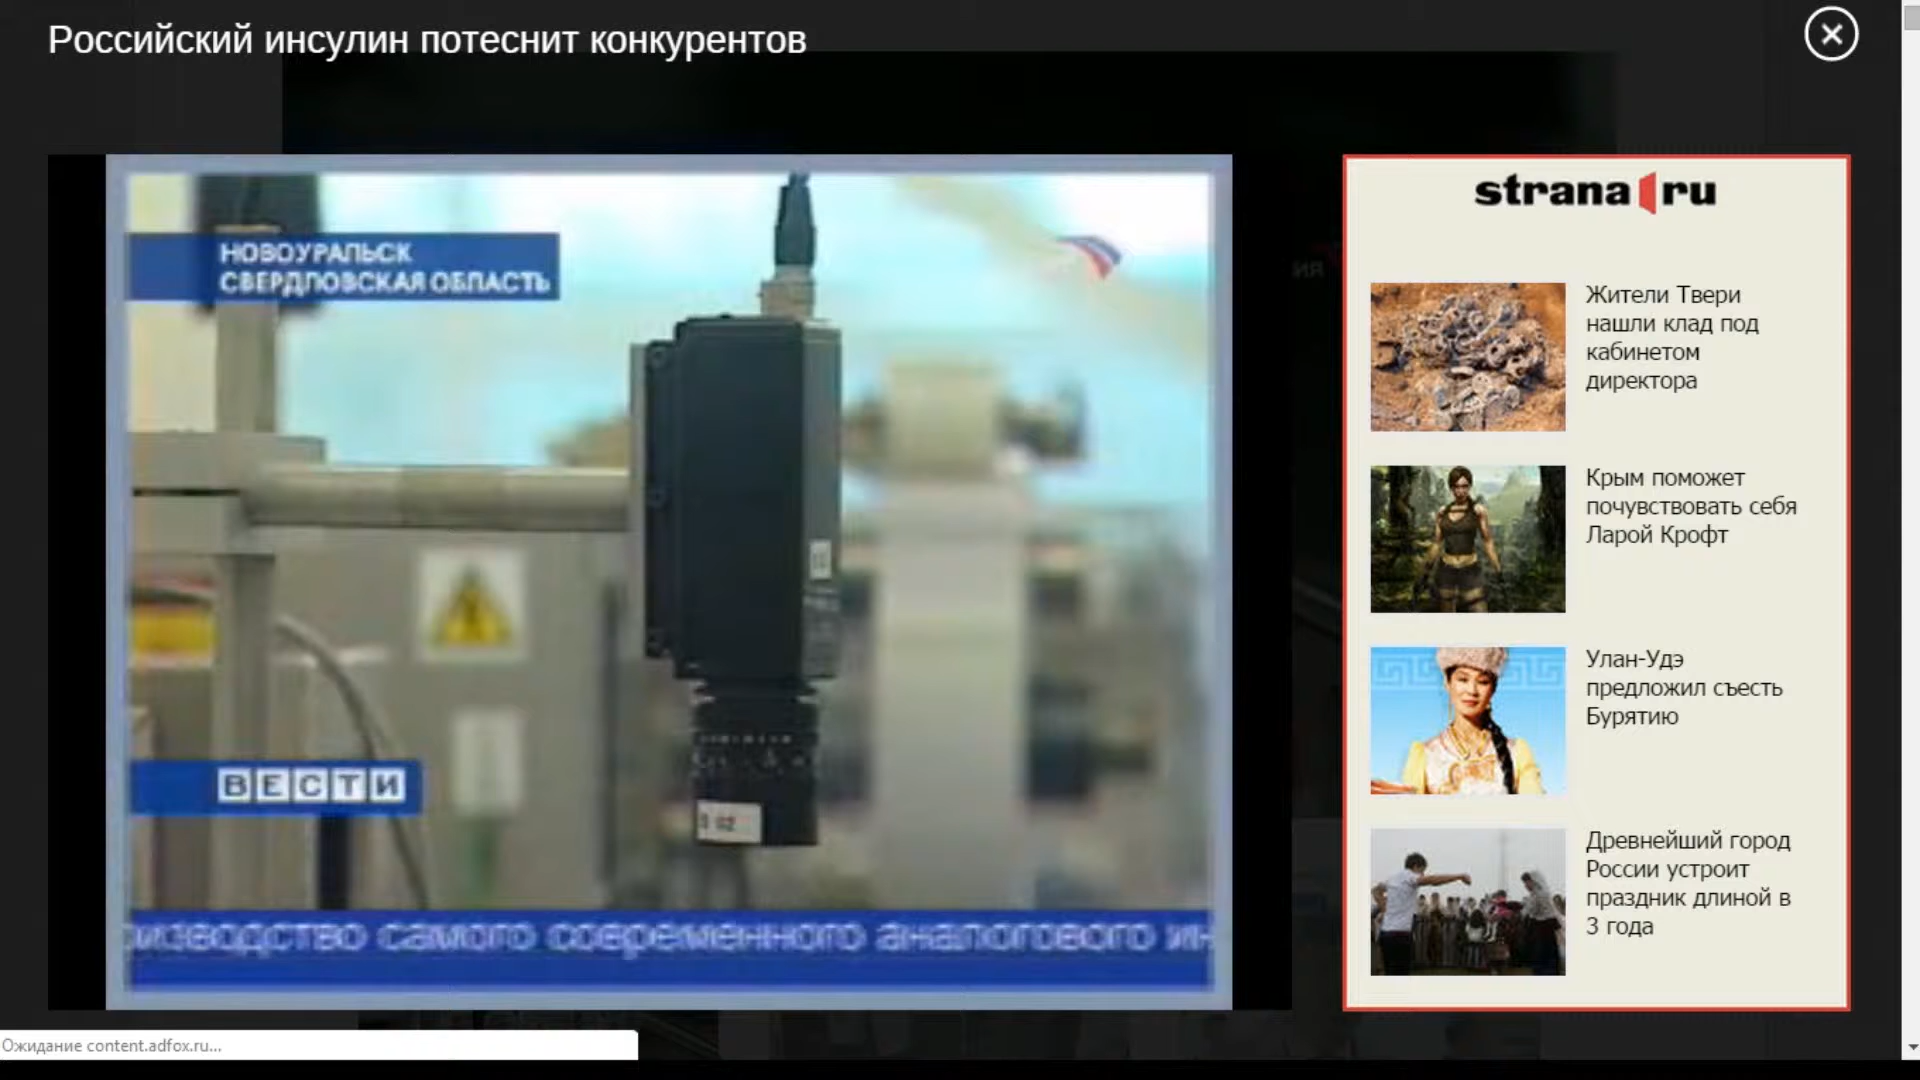 Российский инсулин потеснит конкурентов
НОВОУРАЛЬСК
СВЕРДЛОВСКАЯ ОБЛАСТЬ
ВЕСТИ
самого современного аналогового
strana ru
Жители Твери
нашли клад под
кабинетом
директора
Крым поможет
почувствовать себя
Ларой Крофт
Улан-Удэ
предложил съесть
Бурятию
Древнейший город
России устроит
праздник длиной в
3 года
Ожидание content.adfox.ru...